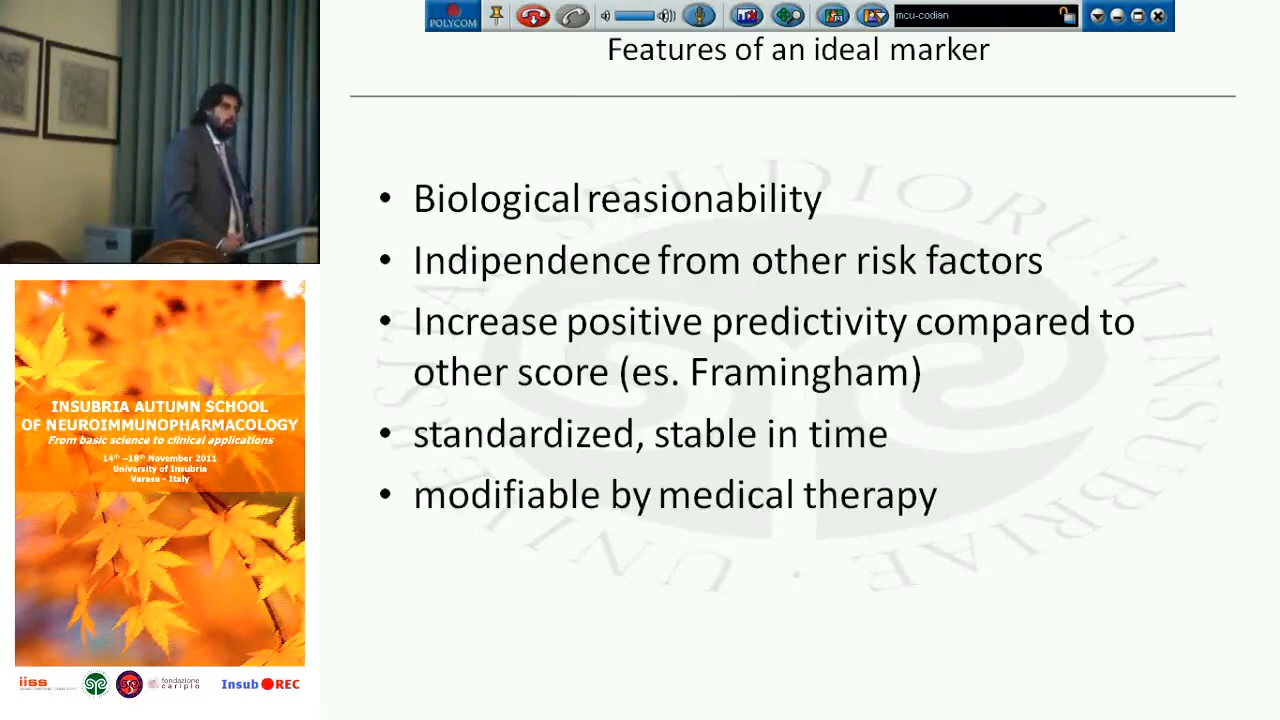 POLYCOM
mcu-codian
Features of an ideal marker
• Biological reasionability
• Indipendence from other risk factors
• Increase positive predictivity compared to
other score (es. Framingham)
• standardized, stable in time
• modifiable by medical therapy
STUDIORUM INSUBRIAE UNIVERSITAS
INSUBRIA AUTUMN SCHOOL
OF NEUROIMMUNOPHARMACOLOGY
From basic science to clinical applications
14th –18th November 2011
University of Insubria
Varese - Italy
iiss
fondazione
cariplo
Insub REC